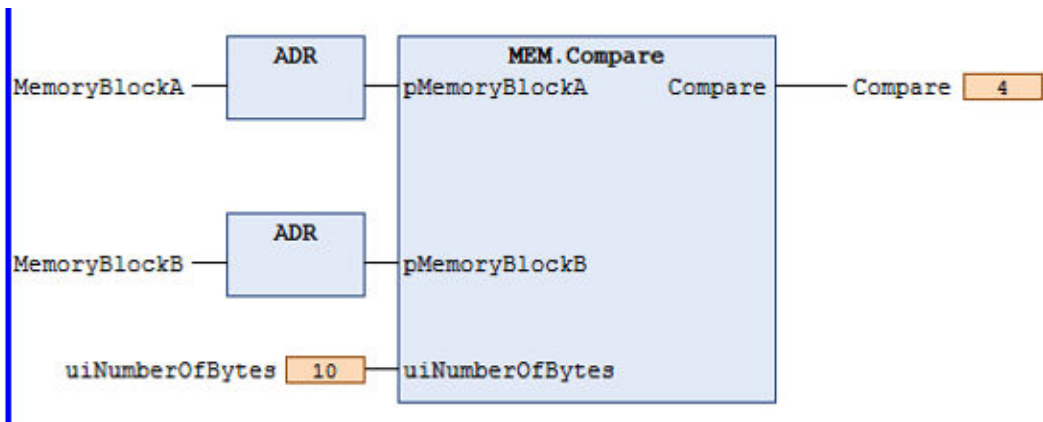 ADR
MEM.Compare
MemoryBlockA
pMemoryBlockA
Compare
Compare
4
ADR
MemoryBlockB
pMemoryBlockB
uiNumberOfBytes
10
uiNumberOfBytes